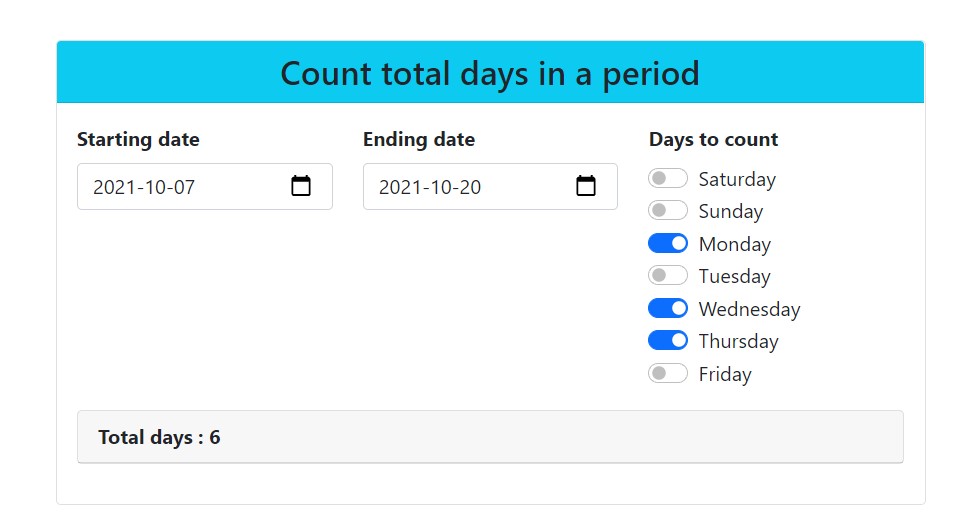 Count total days in a period
Starting date
2021-10-07
Ending date
2021-10-20
Days to count
Saturday
Sunday
Monday
Tuesday
Wednesday
Thursday
Friday
Total days : 6